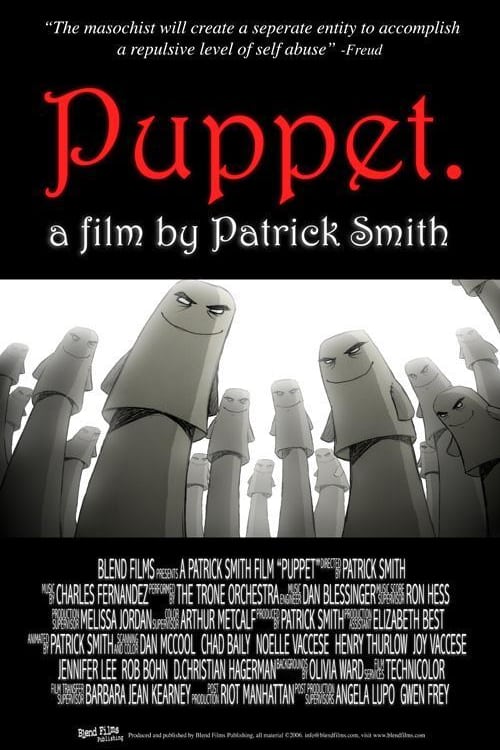 “The masochist will create a seperate entity to accomplish
a repulsive level of self abuse” -Freud
Puppet.
a film by Patrick Smith
BLEND FILMS PRESENTS A PATRICK SMITH FILM “PUPPET” DIRECTED BY PATRICK SMITH
MUSIC BY CHARLES FERNANDEZ PERFORMED BY THE TRONE ORCHESTRA ENGINEER DAN BLESSINGER MUSIC SCORE SUPERVISOR RON HESS
PRODUCTION SUPERVISOR MELISSA JORDAN COLOR SUPERVISOR ARTHUR METCALF PRODUCED BY PATRICK SMITH PRODUCTION ASSISTANT ELIZABETH BEST
ANIMATED BY PATRICK SMITH SCANNING AND COLOR DAN MCCOOL CHAD BAILY NOELLE VACCESE HENRY THURLOW JOY VACCESE
JENNIFER LEE ROB BOHN D.CHRISTIAN HAGERMAN BACKGROUNDS BY OLIVIA WARD FILM SERVICES TECHNICOLOR
FILM TRANSFER SUPERVISOR BARBARA JEAN KEARNEY POST PRODUCTION RIOT MANHATTAN POST PRODUCTION SUPERVISORS ANGELA LUPO GWEN FREY
Blend Films Publishing Produced and published by Blend Films Publishing, all material ©2006. info@blendfilms.com, visit www.blendfilms.com